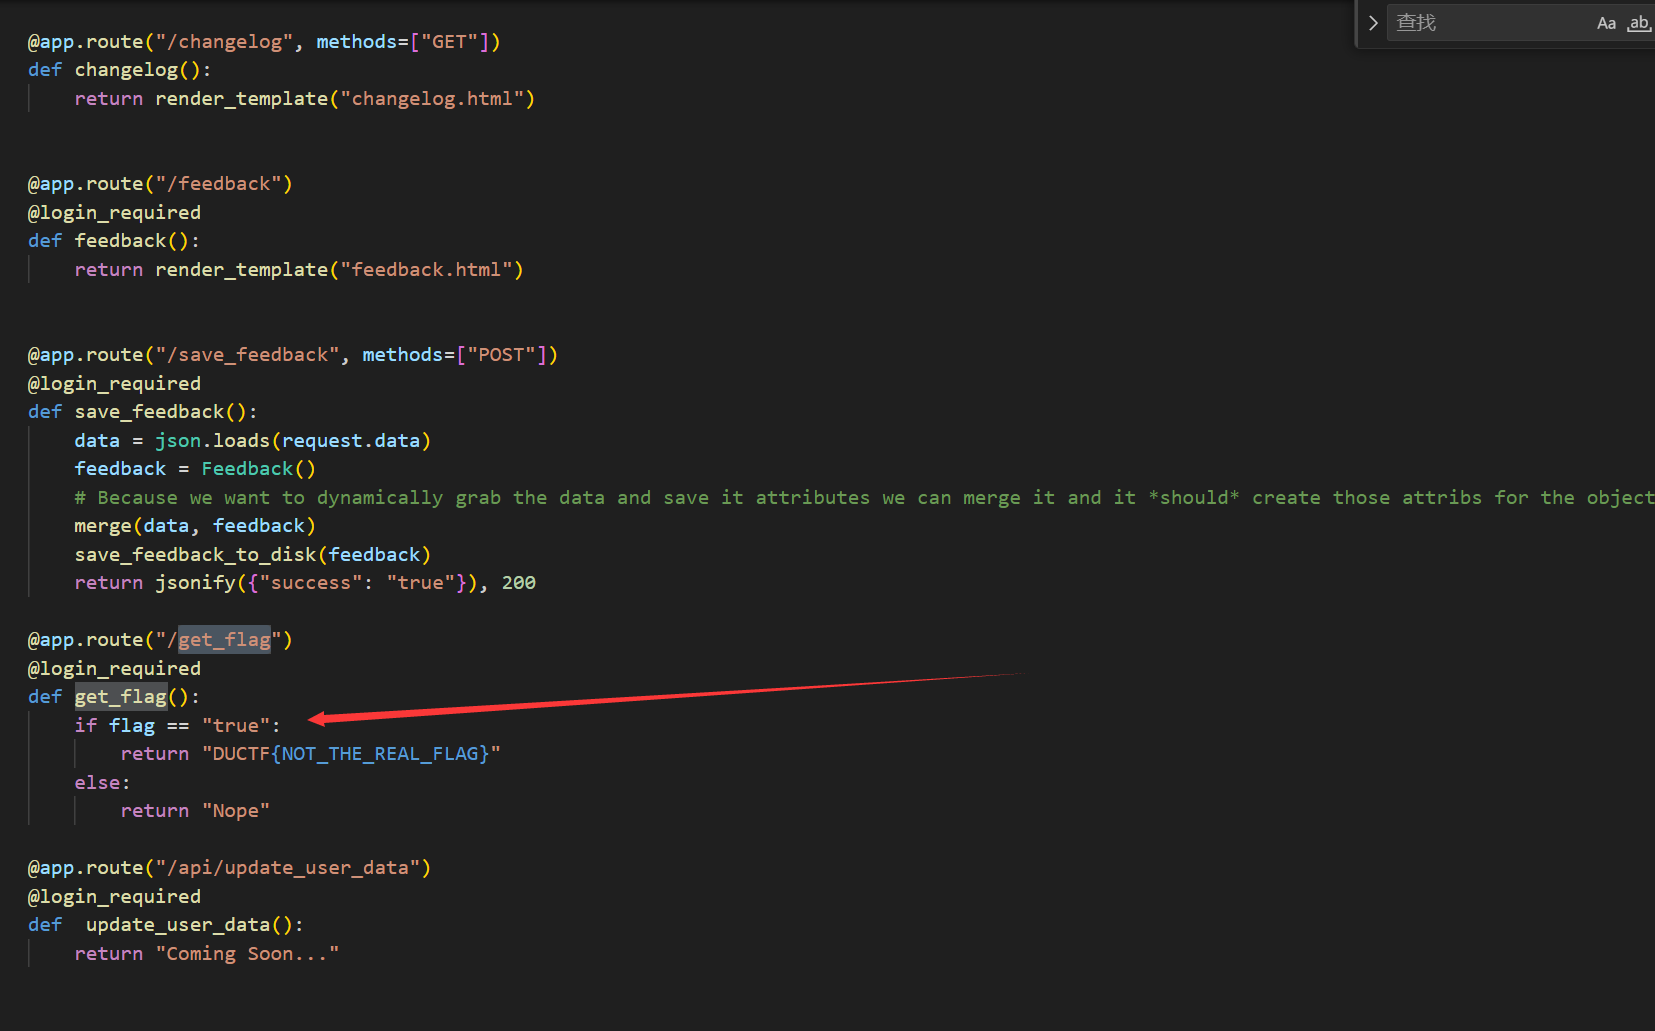 查找 Aa ab,
@app.route("/changelog", methods=["GET"])
def changelog():
    return render_template("changelog.html")
@app.route("/feedback")
@login_required
def feedback():
    return render_template("feedback.html")
@app.route("/save_feedback", methods=["POST"])
@login_required
def save_feedback():
    data = json.loads(request.data)
    feedback = Feedback()
    # Because we want to dynamically grab the data and save it attributes we can merge it and it *should* create those attribs for the object
    merge(data, feedback)
    save_feedback_to_disk(feedback)
    return jsonify({"success": "true"}), 200
@app.route("/get_flag")
@login_required
def get_flag():
    if flag == "true":
        return "DUCTF{NOT_THE_REAL_FLAG}"
    else:
        return "Nope"
@app.route("/api/update_user_data")
@login_required
def  update_user_data():
    return "Coming Soon..."